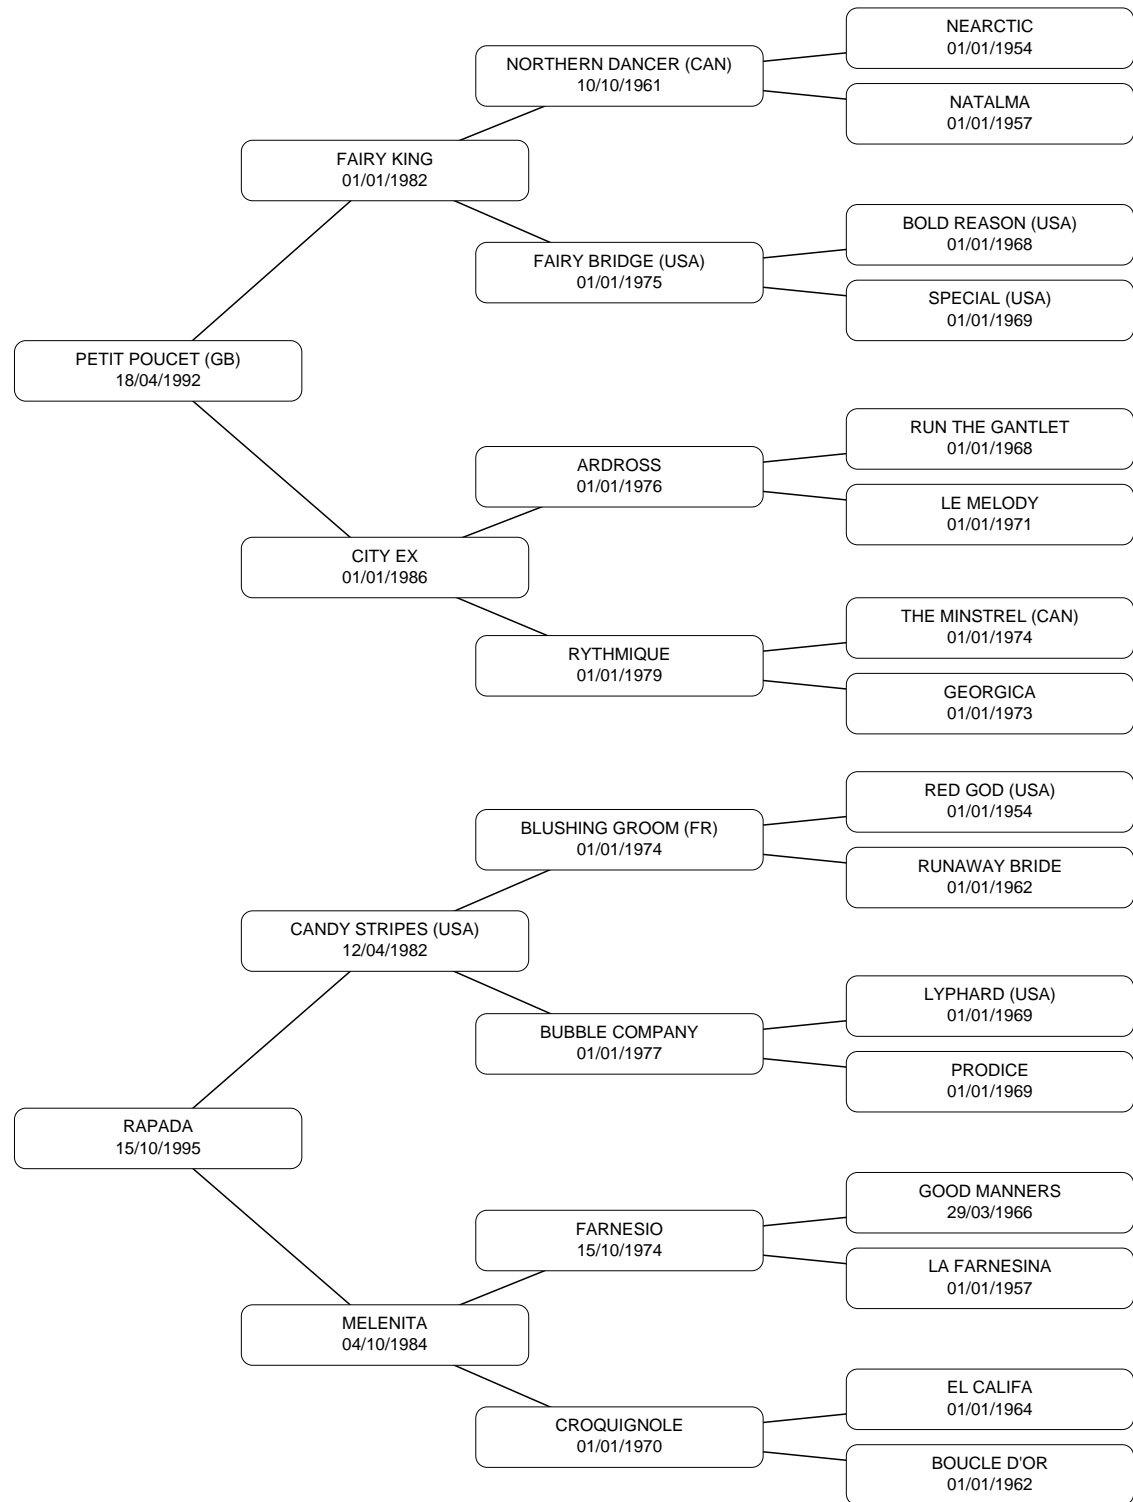 NEARCTIC
01/01/1954
NORTHERN DANCER (CAN)
10/10/1961
NATALMA
01/01/1957
FAIRY KING
01/01/1982
BOLD REASON (USA)
01/01/1968
FAIRY BRIDGE (USA)
01/01/1975
SPECIAL (USA)
01/01/1969
PETIT POUCET (GB)
18/04/1992
RUN THE GANTLET
01/01/1968
ARDROSS
01/01/1976
LE MELODY
01/01/1971
CITY EX
01/01/1986
THE MINSTREL (CAN)
01/01/1974
RYTHMIQUE
01/01/1979
GEORGICA
01/01/1973
RED GOD (USA)
01/01/1954
BLUSHING GROOM (FR)
01/01/1974
RUNAWAY BRIDE
01/01/1962
CANDY STRIPES (USA)
12/04/1982
LYPHARD (USA)
01/01/1969
BUBBLE COMPANY
01/01/1977
PRODICE
01/01/1969
RAPADA
15/10/1995
GOOD MANNERS
29/03/1966
FARNESIO
15/10/1974
LA FARNESINA
01/01/1957
MELENITA
04/10/1984
EL CALIFA
01/01/1964
CROQUIGNOLE
01/01/1970
BOUCLE D'OR
01/01/1962